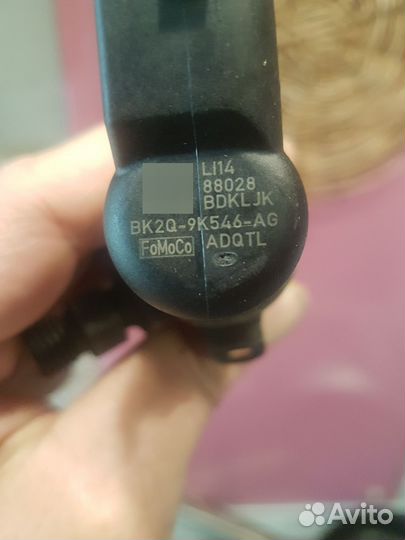 LI14
88028
BDKLJK
BK2Q-9K546-AG
FoMoCo ADQTL
Avito